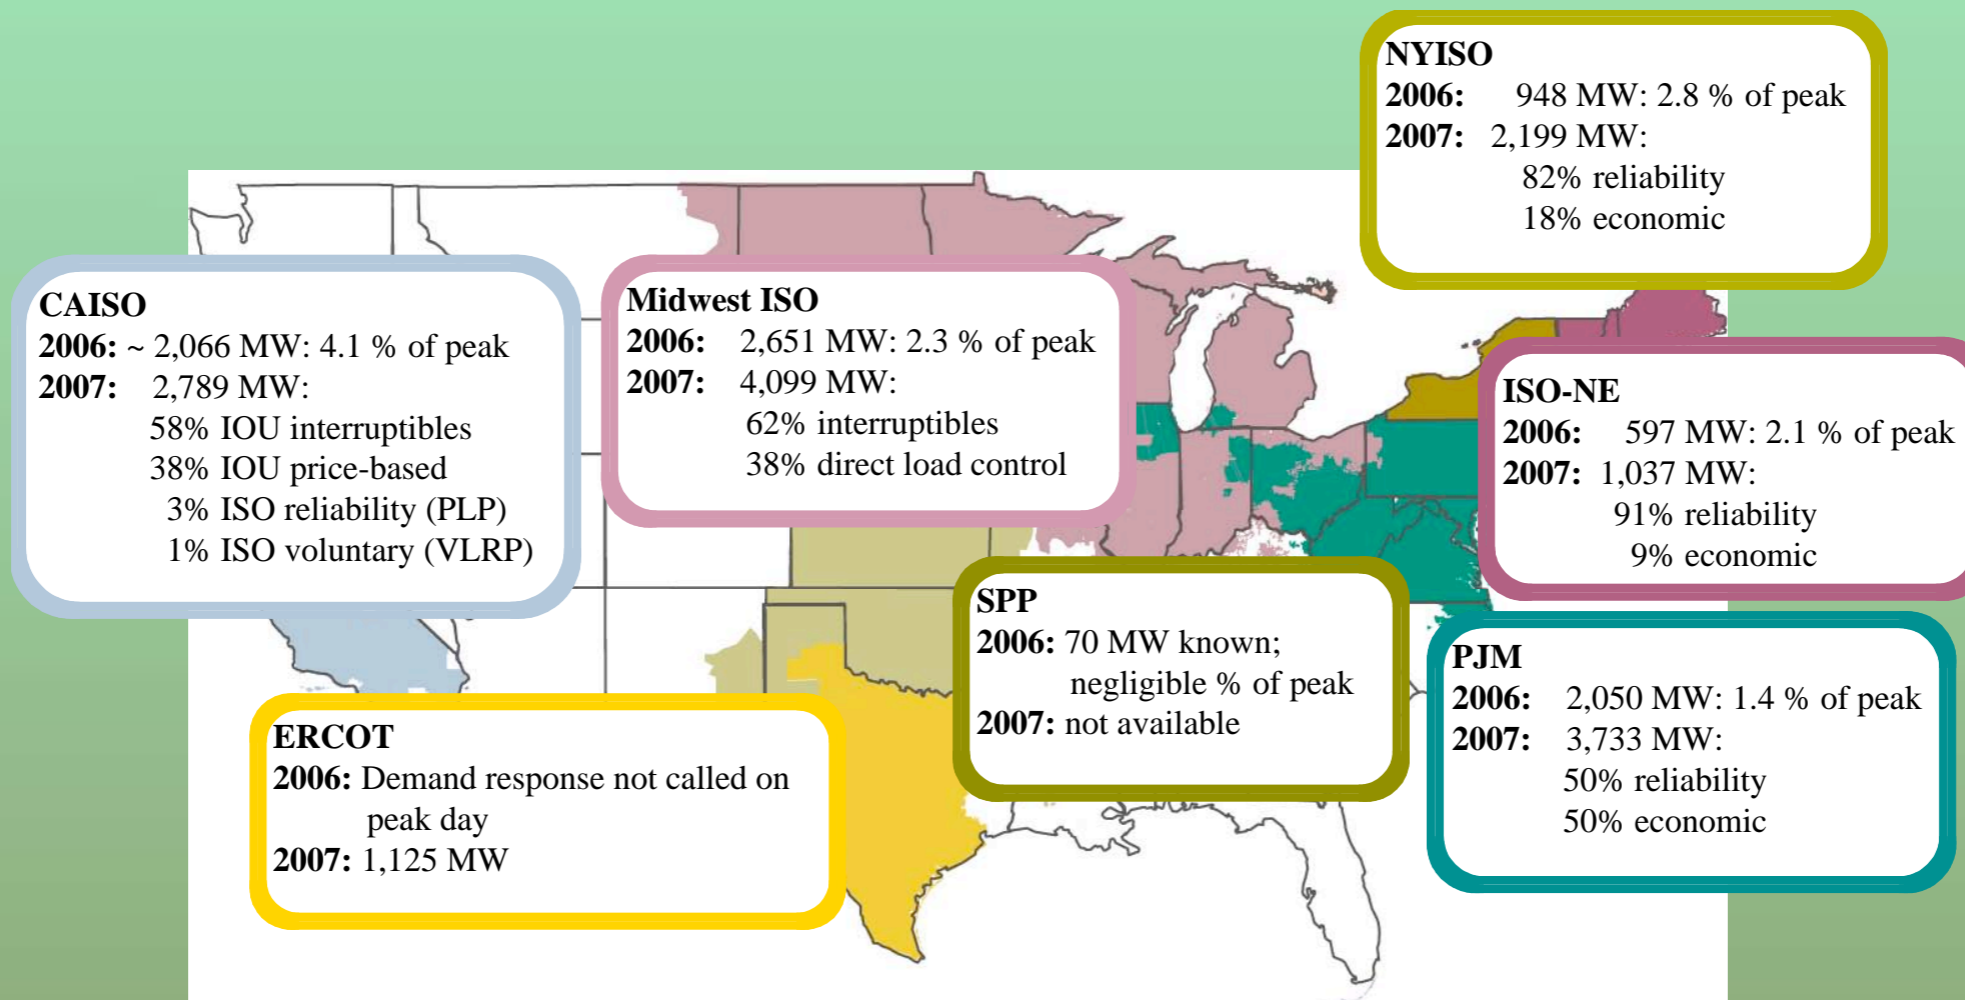 NYISO
2006: 948 MW: 2.8 % of peak
2007: 2,199 MW:
82% reliability
18% economic
CAISO
2006: ~ 2,066 MW: 4.1 % of peak
2007: 2,789 MW:
58% IOU interruptibles
38% IOU price-based
3% ISO reliability (PLP)
1% ISO voluntary (VLRP)
Midwest ISO
2006: 2,651 MW: 2.3 % of peak
2007: 4,099 MW:
62% interruptibles
38% direct load control
ISO-NE
2006: 597 MW: 2.1 % of peak
2007: 1,037 MW:
91% reliability
9% economic
SPP
2006: 70 MW known;
negligible % of peak
2007: not available
PJM
2006: 2,050 MW: 1.4 % of peak
2007: 3,733 MW:
50% reliability
50% economic
ERCOT
2006: Demand response not called on
peak day
2007: 1,125 MW